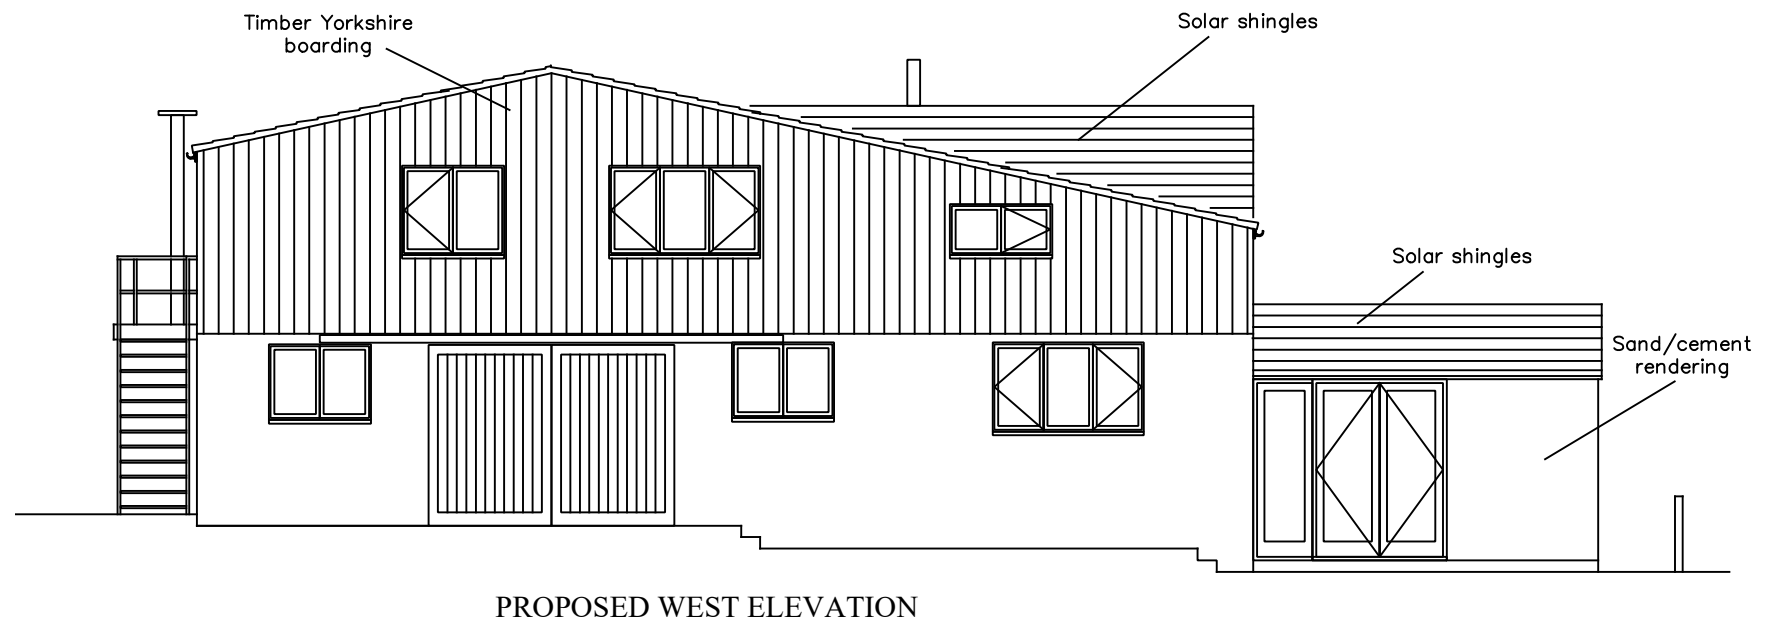 Timber Yorkshire
boarding
Solar shingles
Solar shingles
Sand/cement
rendering
PROPOSED WEST ELEVATION